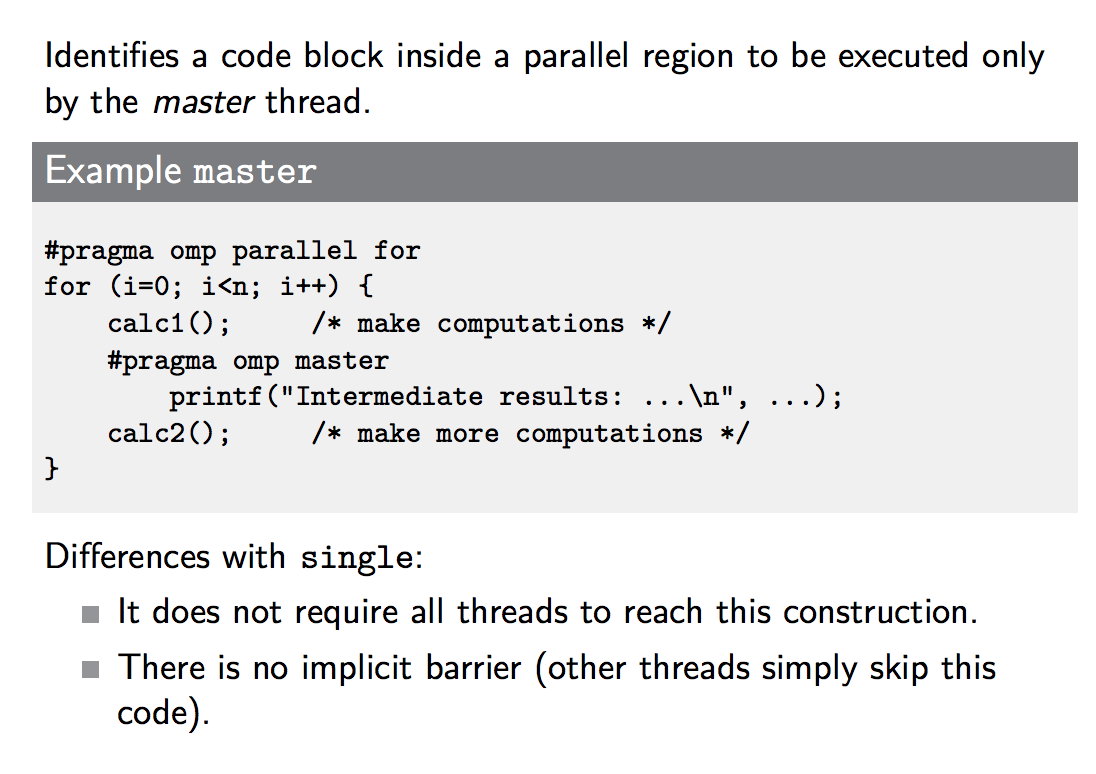 Identifies a code block inside a parallel region to be executed only
by the master thread.
Example master
#pragma omp parallel for
for (i=0; i<n; i++) {
    calc1();     /* make computations */
    #pragma omp master
        printf("Intermediate results: ...\n", ...);
    calc2();     /* make more computations */
}
Differences with single:
It does not require all threads to reach this construction.
There is no implicit barrier (other threads simply skip this
code).